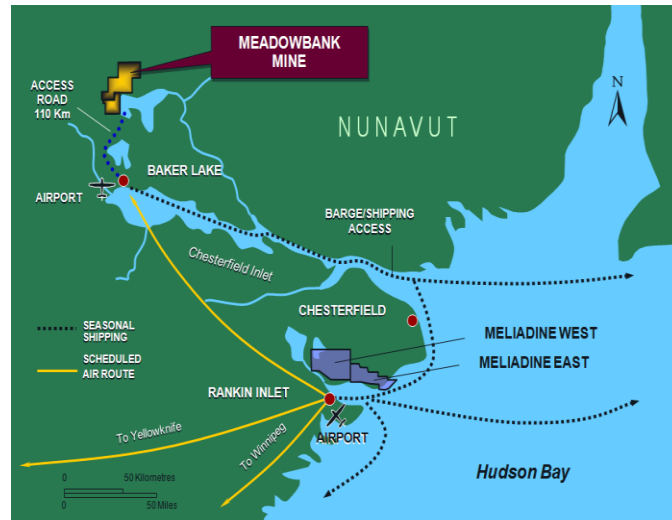 MEADOWBANK
MINE
ACCESS
ROAD
110 Km
N
NUNAVUT
BAKER LAKE
AIRPORT
BARGE/SHIPPING
ACCESS
Chesterfield Inlet
CHESTERFIELD
SEASONAL
SHIPPING
MELIADINE WEST
SCHEDULED
AIR ROUTE
MELIADINE EAST
RANKIN INLET
To Yellowknife
To Winnipeg
AIRPORT
0 50 Kilometres
0 50 Miles
Hudson Bay